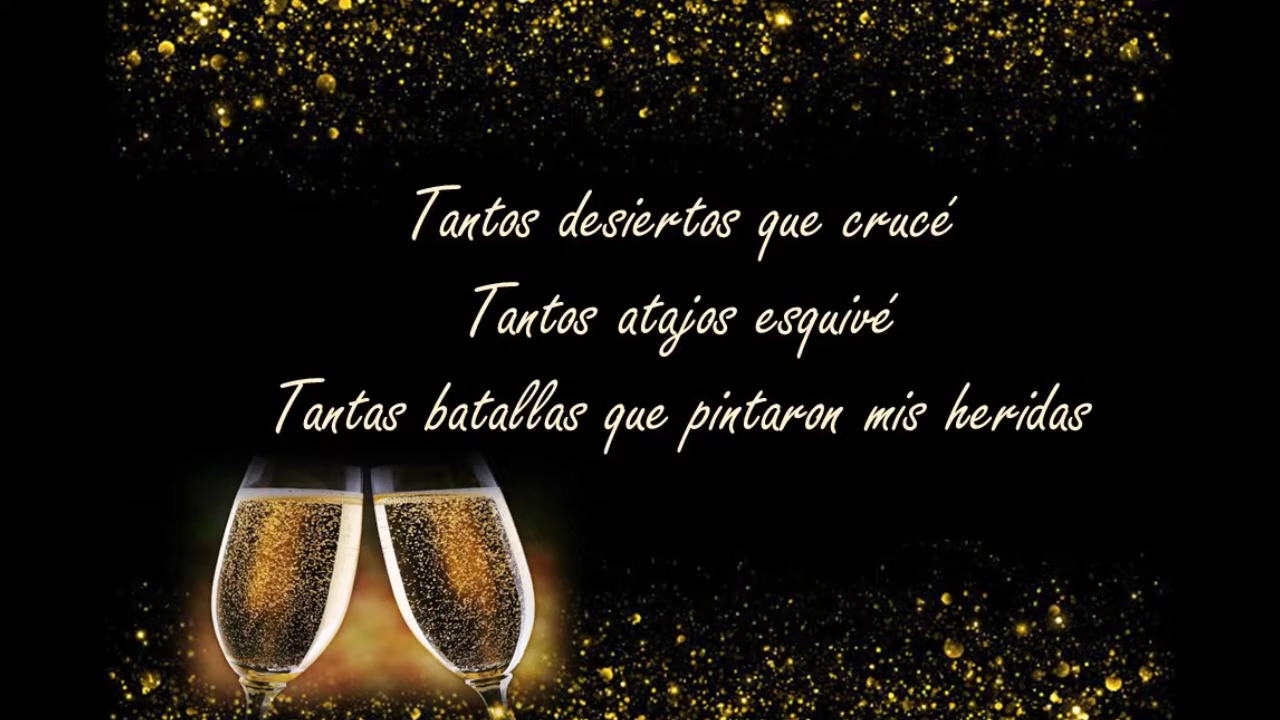 Tantos desiertos que crucé
Tantos atajos esquivé
Tantas batallas que pintaron mis heridas